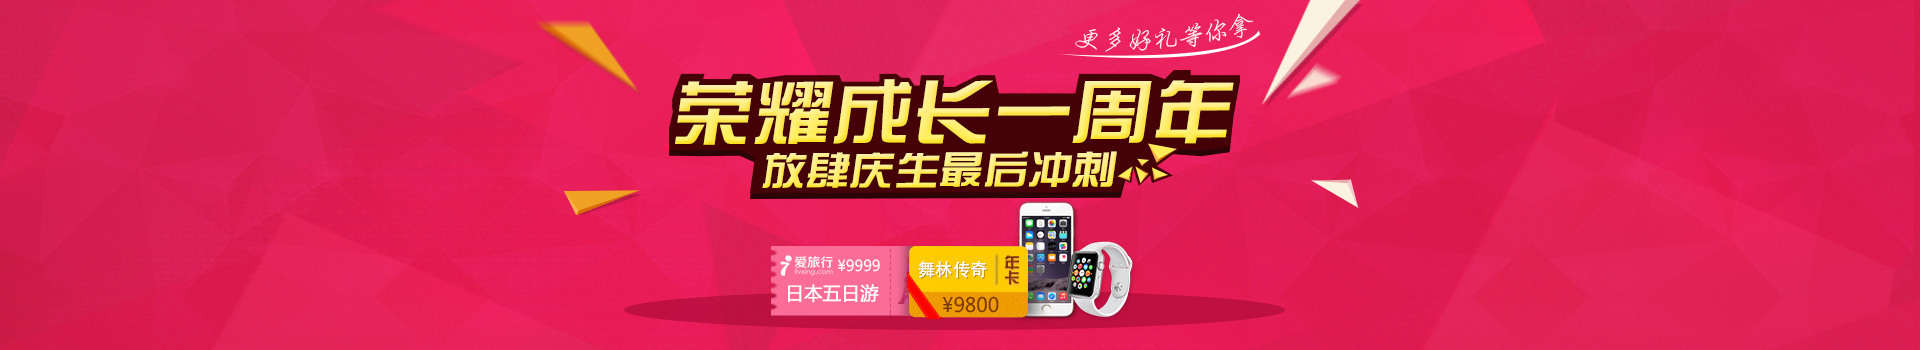 更多好礼等你拿
荣耀成长一周年
放肆庆生最后冲刺
爱旅行 ¥9999
ilvxing.com
日本五日游
舞林传奇
年卡
¥9800